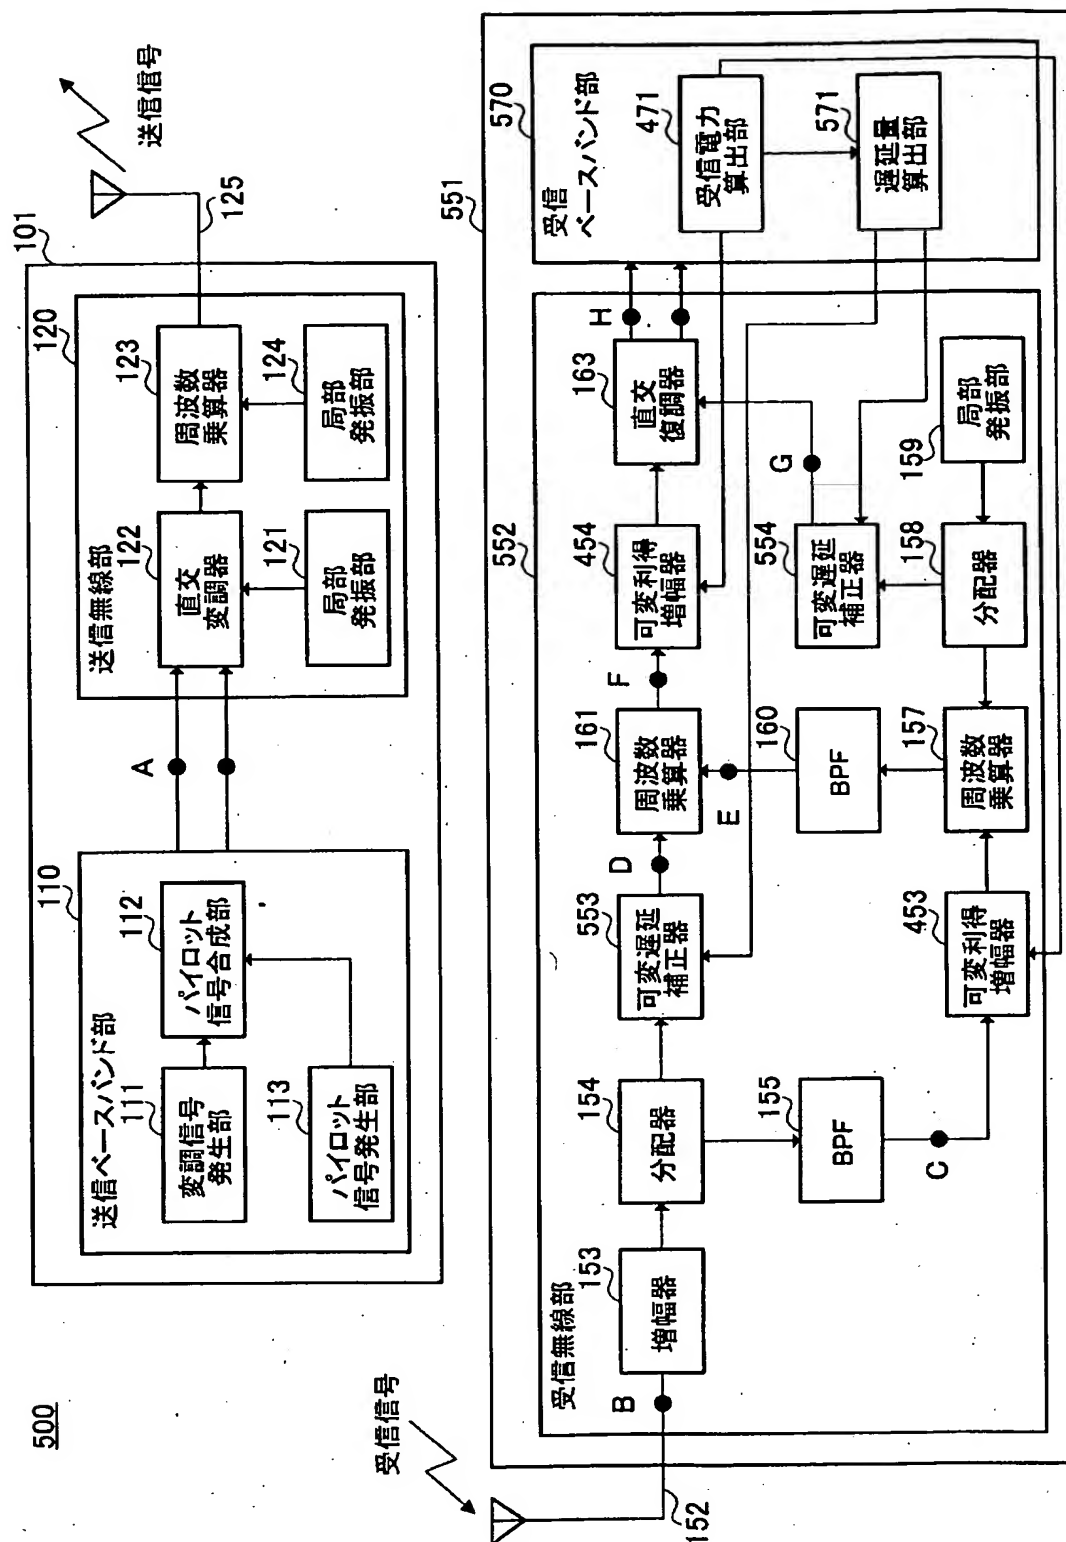 500
101
送信信号
125
110
送信ベースバンド部
111
変調信号
発生部
112
パイロット
信号合成部
113
パイロット
信号発生部
A
120
送信無線部
122
直交
変調器
121
局部
発振部
123
周波数
乗算器
124
局部
発振部
受信信号
152
551
552
受信無線部
B
153
増幅器
154
分配器
155
BPF
C
553
可変遅延
補正器
D
453
可変利得
増幅器
161
周波数
乗算器
E
160
BPF
157
周波数
乗算器
F
454
可変利得
増幅器
554
可変遅延
補正器
158
分配器
G
163
直交
復調器
159
局部
発振部
H
570
受信
ベースバンド部
471
受信電力
算出部
571
遅延量
算出部